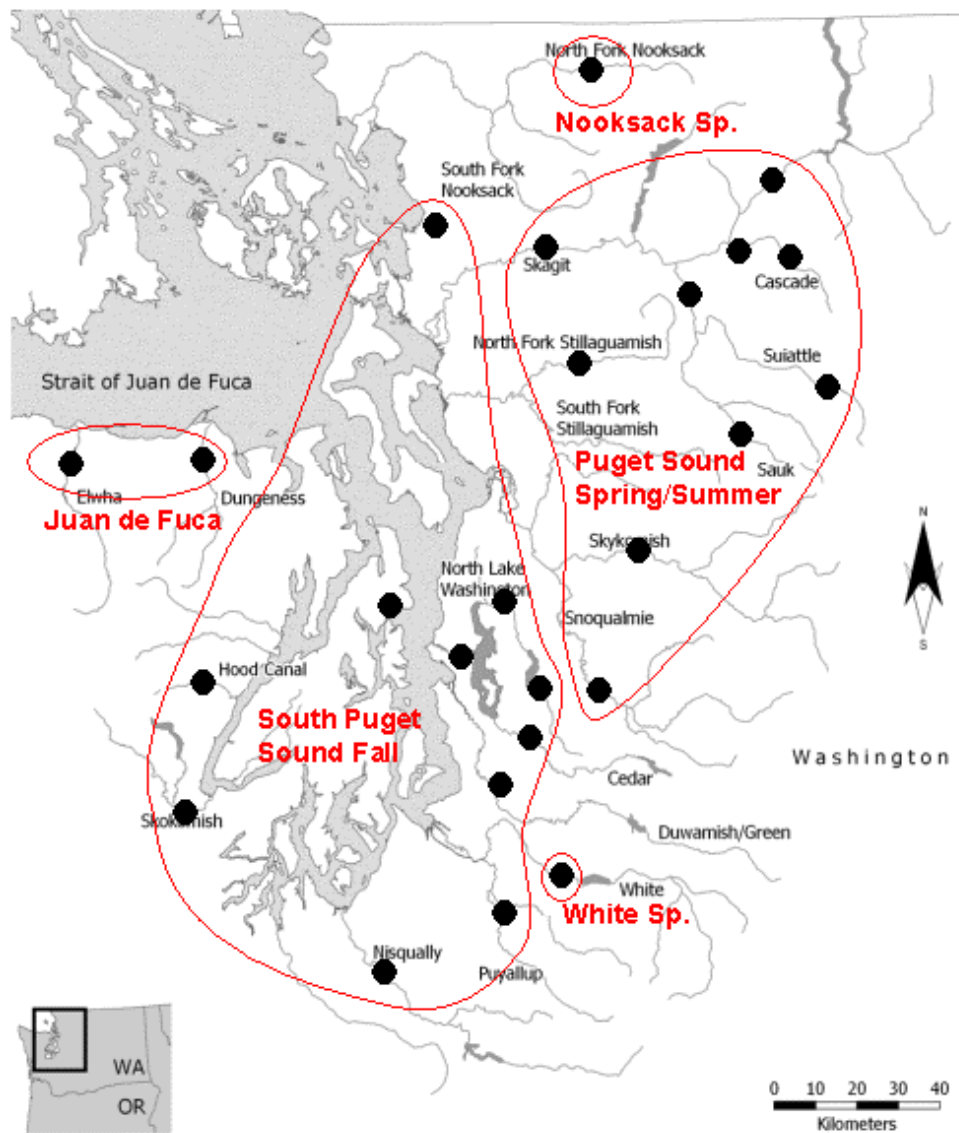 North Fork Nooksack
Nooksack Sp.
South Fork
Nooksack
Skagit
Cascade
North Fork Stillaguamish
Suiattle
Strait of Juan de Fuca
South Fork
Stillaguamish
Puget Sound
Spring/Summer
Sauk
Elwha
Dungeness
Juan de Fuca
Skykomish
N
S
North Lake
Washington
Snoqualmie
Hood Canal
South Puget
Sound Fall
Washington
Cedar
Skokomish
Duwamish/Green
White
White Sp.
Nisqually
Puyallup
WA
OR
0 10 20 30 40
Kilometers